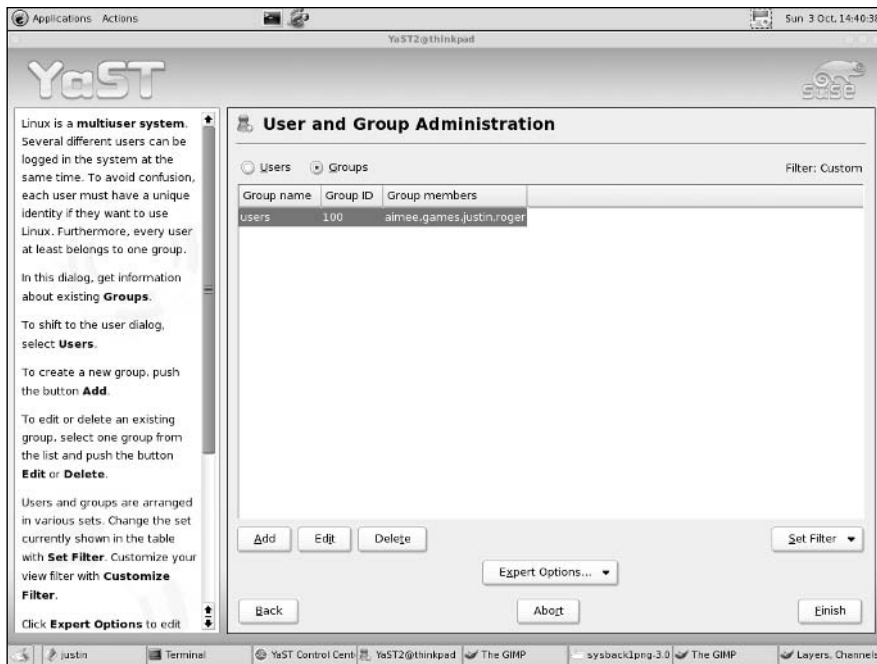 Applications Actions
Sun 3 Oct, 14:40:38
YaST2@thinkpad
YaST
SUSE
Linux is a multiuser system.
Several different users can be
logged in the system at the
same time. To avoid confusion,
each user must have a unique
identity if they want to use
Linux. Furthermore, every user
at least belongs to one group.
In this dialog, get information
about existing Groups.
To shift to the user dialog,
select Users.
To create a new group, push
the button Add.
To edit or delete an existing
group, select one group from
the list and push the button
Edit or Delete.
Users and groups are arranged
in various sets. Change the set
currently shown in the table
with Set Filter. Customize your
view filter with Customize
Filter.
Click Expert Options to edit
User and Group Administration
Users Groups
Filter: Custom
Group name Group ID Group members
users 100 aimee,games,justin,roger
Add Edit Delete
Set Filter
Expert Options...
Back Abort Finish
justin Terminal YaST Control Cent YaST2@thinkpad The GIMP sysback1png-3.0 The GIMP Layers, Channels